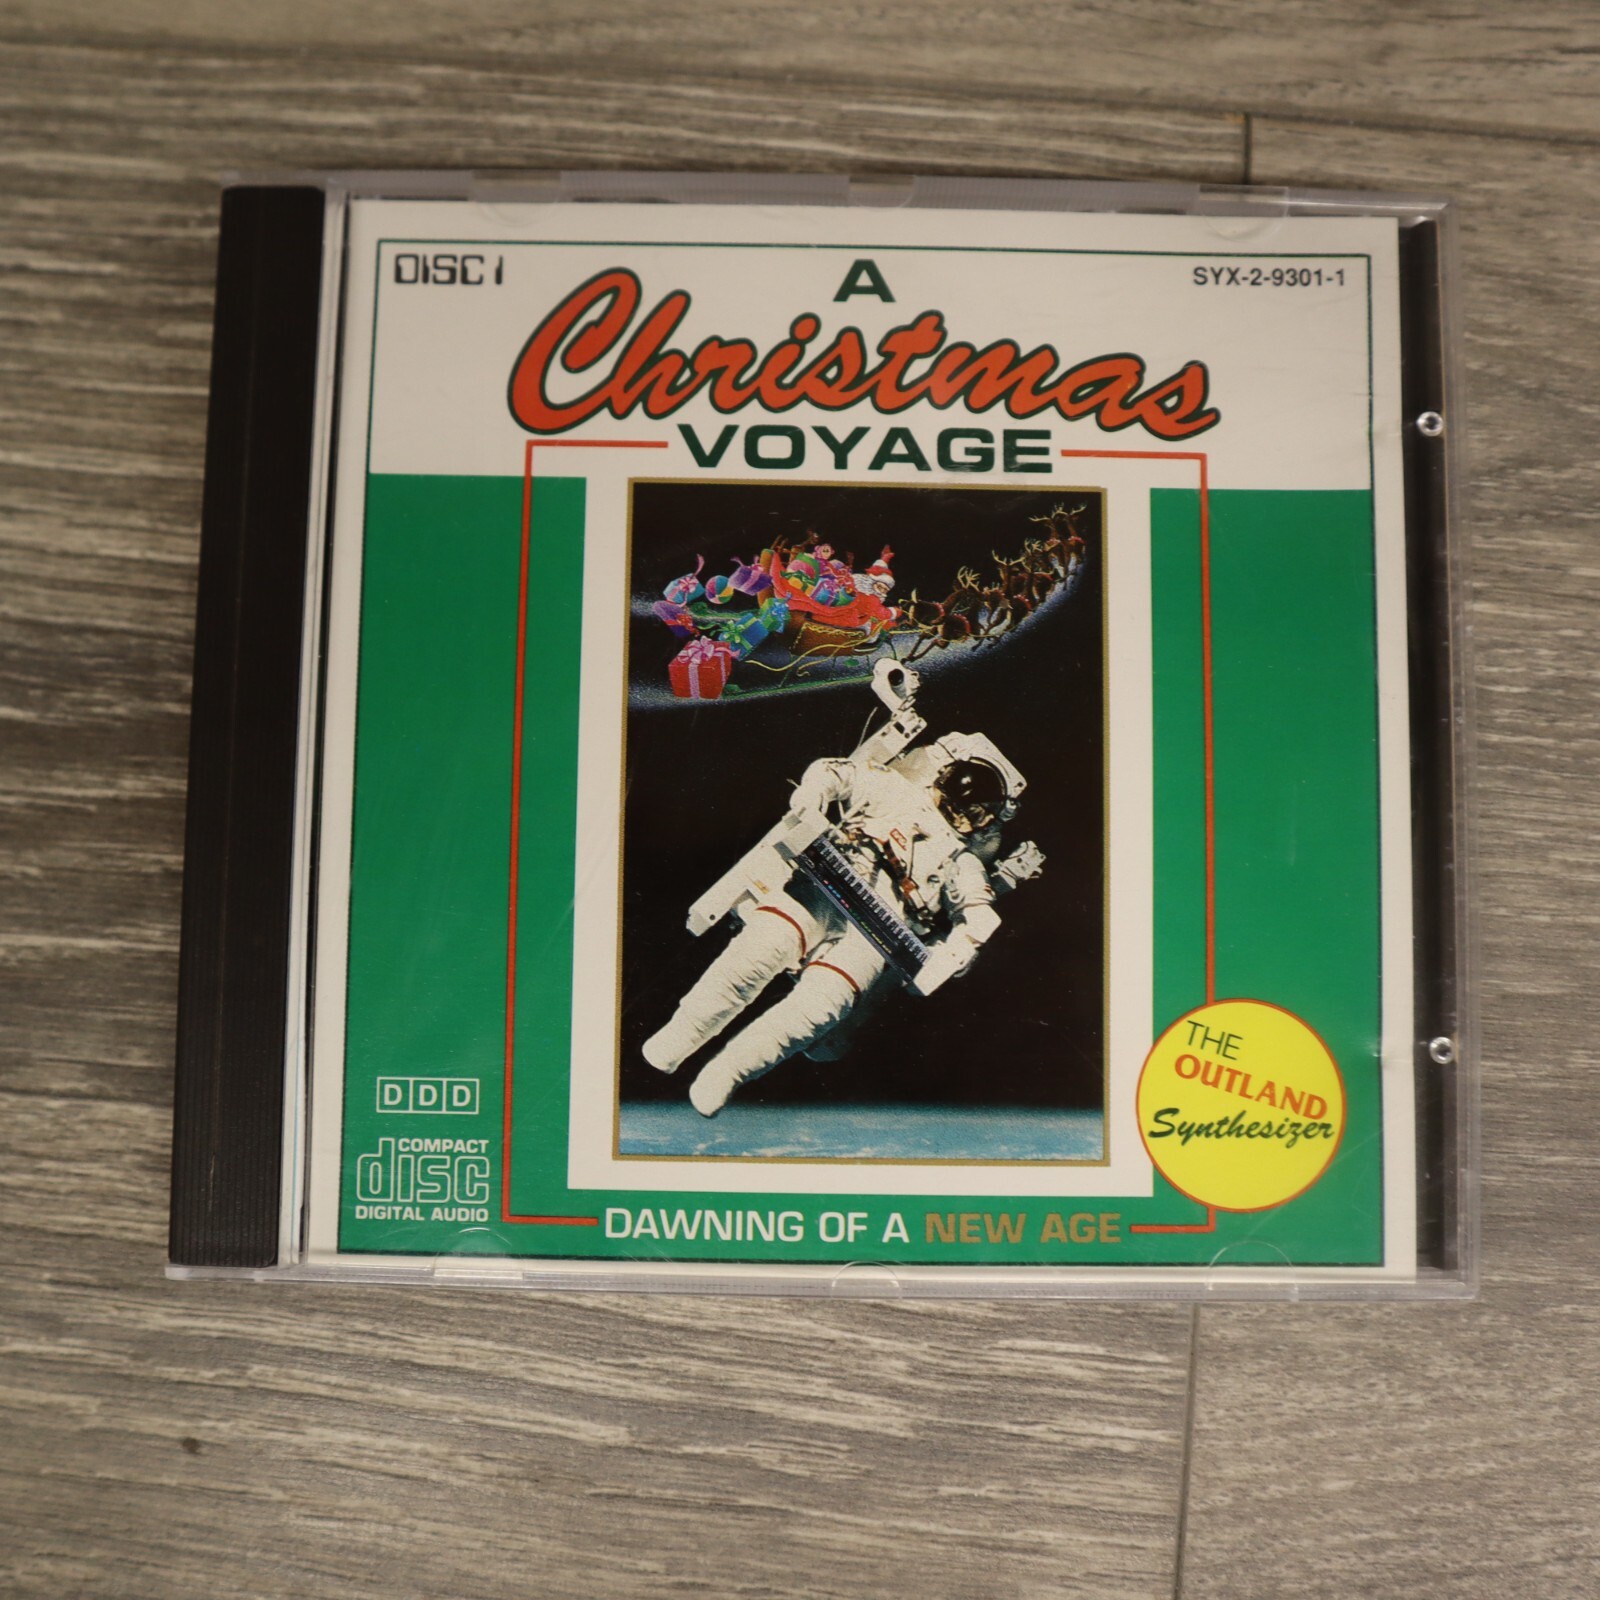 DISC 1
SYX-2-9301-1
A
Christmas
VOYAGE
THE
OUTLAND
Synthesizer
DDD
COMPACT
disc
DIGITAL AUDIO
DAWNING OF A NEW AGE